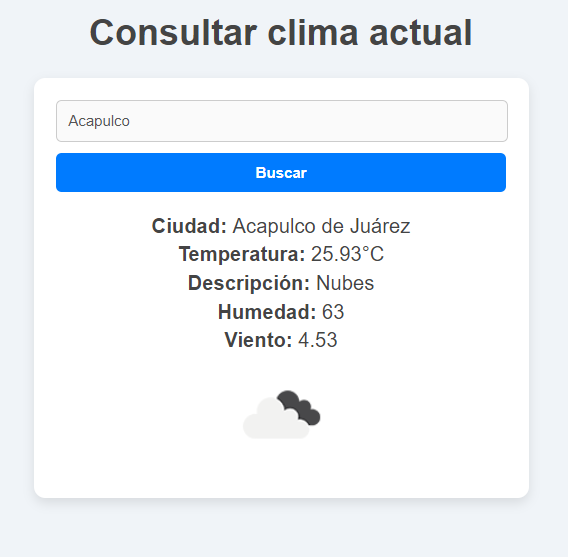 Consultar clima actual
Acapulco
Buscar
Ciudad: Acapulco de Juárez
Temperatura: 25.93°C
Descripción: Nubes
Humedad: 63
Viento: 4.53